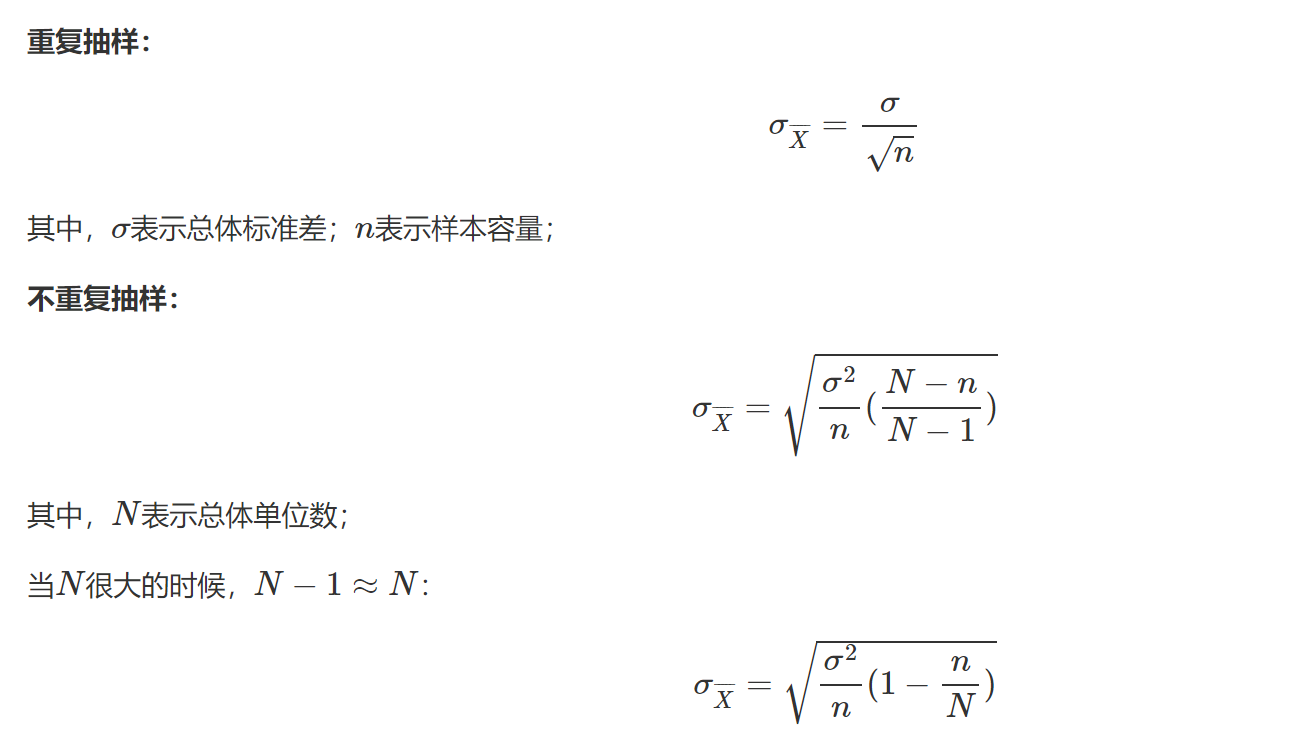 重复抽样：
$\sigma_{\overline{X}} = \frac{\sigma}{\sqrt{n}}$
其中，$\sigma$表示总体标准差；$n$表示样本容量；
不重复抽样：
$\sigma_{\overline{X}} = \sqrt{\frac{\sigma^2}{n}(\frac{N-n}{N-1})}$
其中，$N$表示总体单位数；
当$N$很大的时候，$N-1 \approx N$：
$\sigma_{\overline{X}} = \sqrt{\frac{\sigma^2}{n}(1-\frac{n}{N})}$